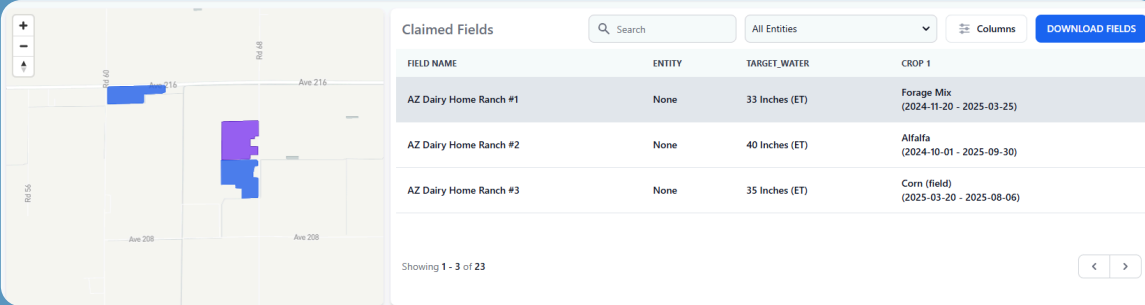 +
−
Rd 60
Rd 68
Ave 216
Ave 216
Rd 56
Ave 208
Ave 208
Claimed Fields
Search
All Entities
Columns
DOWNLOAD FIELDS
FIELD NAME ENTITY TARGET_WATER CROP 1
AZ Dairy Home Ranch #1 None 33 Inches (ET) Forage Mix
(2024-11-20 - 2025-03-25)
AZ Dairy Home Ranch #2 None 40 Inches (ET) Alfalfa
(2024-10-01 - 2025-09-30)
AZ Dairy Home Ranch #3 None 35 Inches (ET) Corn (field)
(2025-03-20 - 2025-08-06)
Showing 1 - 3 of 23